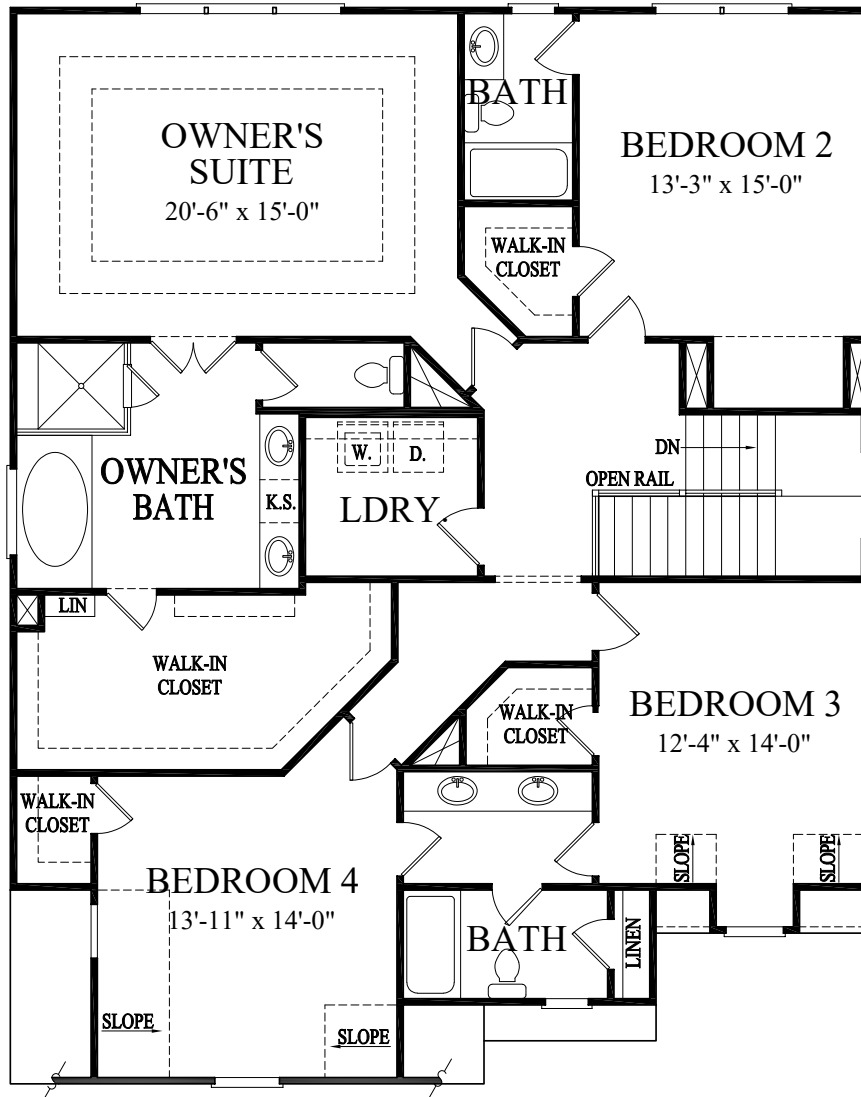 BATH
OWNER'S
SUITE
20'-6" x 15'-0"
BEDROOM 2
13'-3" x 15'-0"
WALK-IN
CLOSET
W.
D.
DN
OPEN RAIL
OWNER'S
BATH
K.S.
LDRY
LIN
WALK-IN
CLOSET
WALK-IN
CLOSET
BEDROOM 3
12'-4" x 14'-0"
WALK-IN
CLOSET
SLOPE
SLOPE
BEDROOM 4
13'-11" x 14'-0"
BATH
LINEN
SLOPE
SLOPE